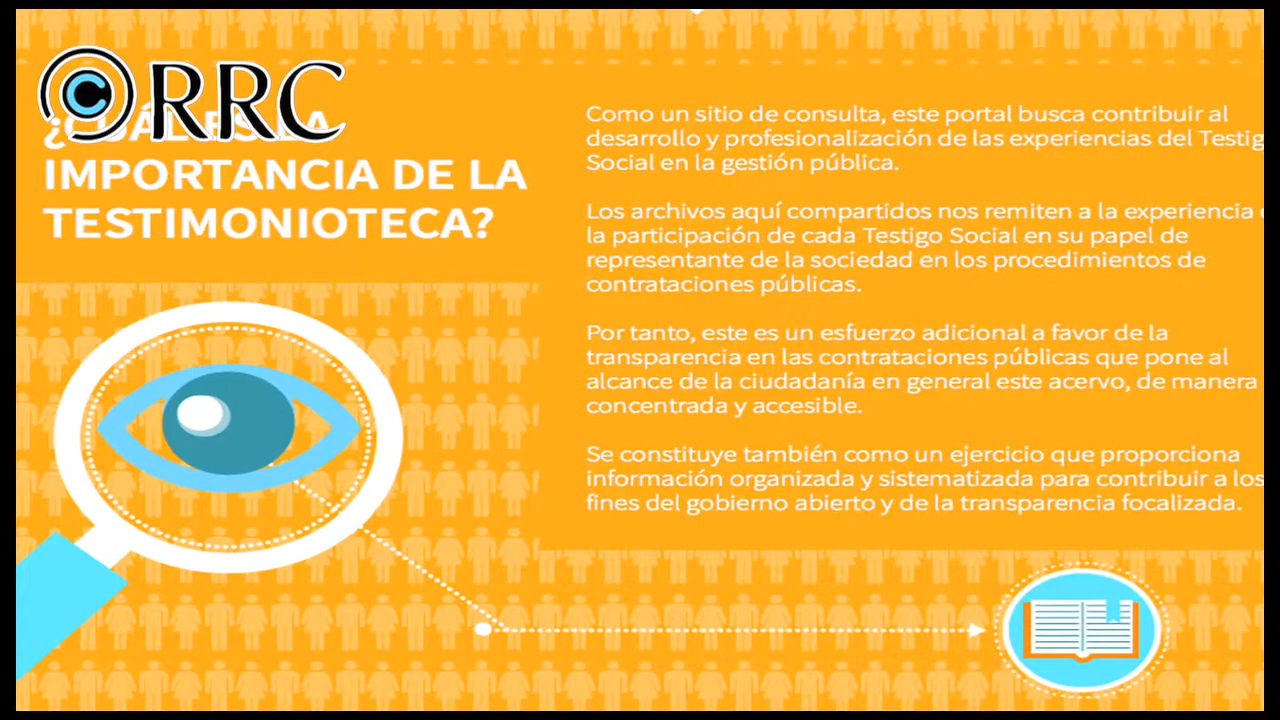 RRC
¿CUÁL ES LA
IMPORTANCIA DE LA
TESTIMONIOTECA?
Como un sitio de consulta, este portal busca contribuir al
desarrollo y profesionalización de las experiencias del Testig
Social en la gestión pública.
Los archivos aquí compartidos nos remiten a la experiencia
la participación de cada Testigo Social en su papel de
representante de la sociedad en los procedimientos de
contrataciones públicas.
Por tanto, este es un esfuerzo adicional a favor de la
transparencia en las contrataciones públicas que pone al
alcance de la ciudadanía en general este acervo, de manera
concentrada y accesible.
Se constituye también como un ejercicio que proporciona
información organizada y sistematizada para contribuir a los
fines del gobierno abierto y de la transparencia focalizada.